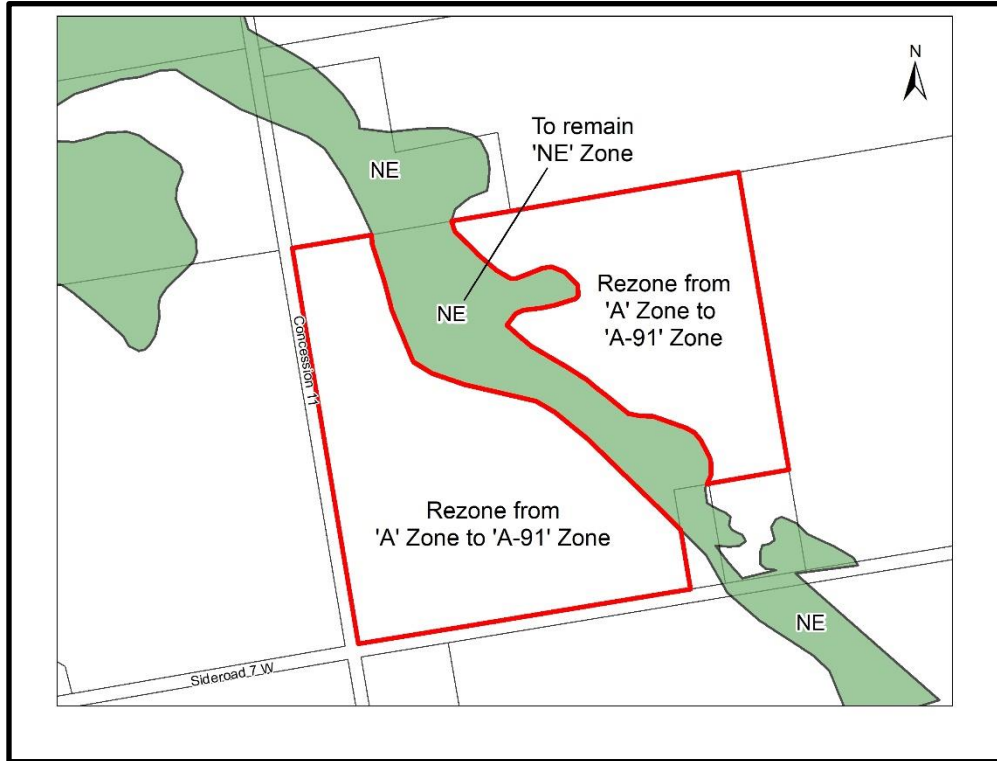 N
To remain
'NE' Zone
NE
NE
Rezone from
'A' Zone to
'A-91' Zone
Concession 11
Rezone from
'A' Zone to 'A-91' Zone
NE
Sideroad 7 W